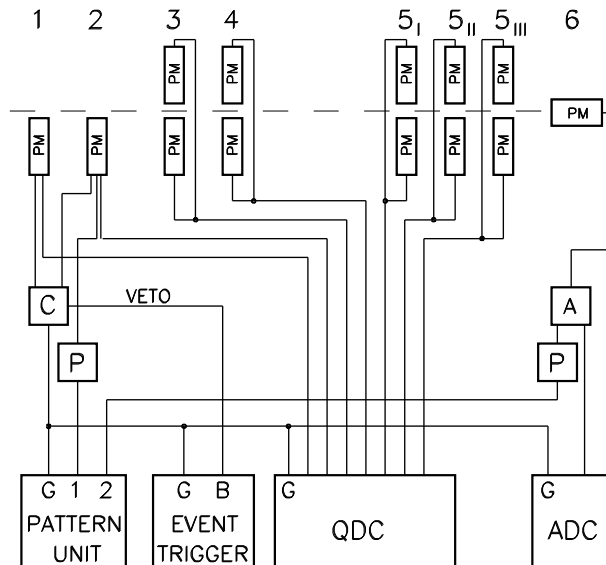 1 2 3 4 5I 5II 5III 6
PM PM PM PM PM
PM
PM PM PM PM PM PM PM
C
VETO
A
P
P
G 1 2
G B
G
G
PATTERN UNIT
EVENT TRIGGER
QDC
ADC